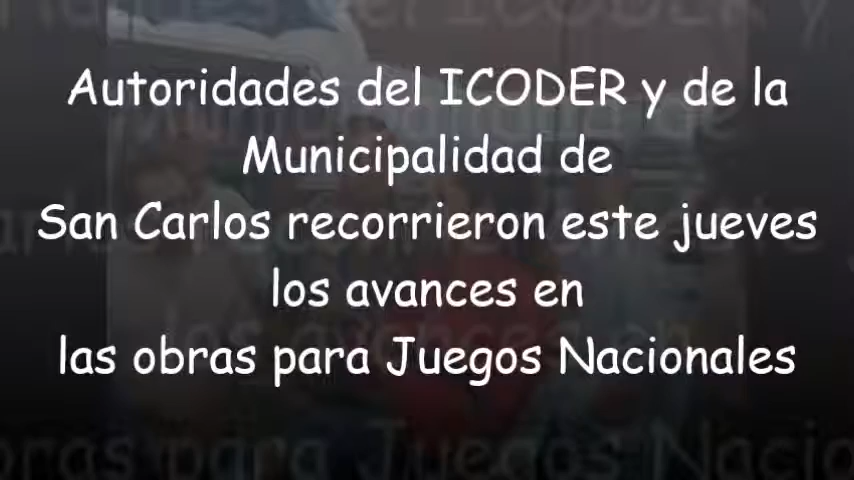 Autoridades del ICODER y de la
Municipalidad de
San Carlos recorrieron este jueves
los avances en
las obras para Juegos Nacionales